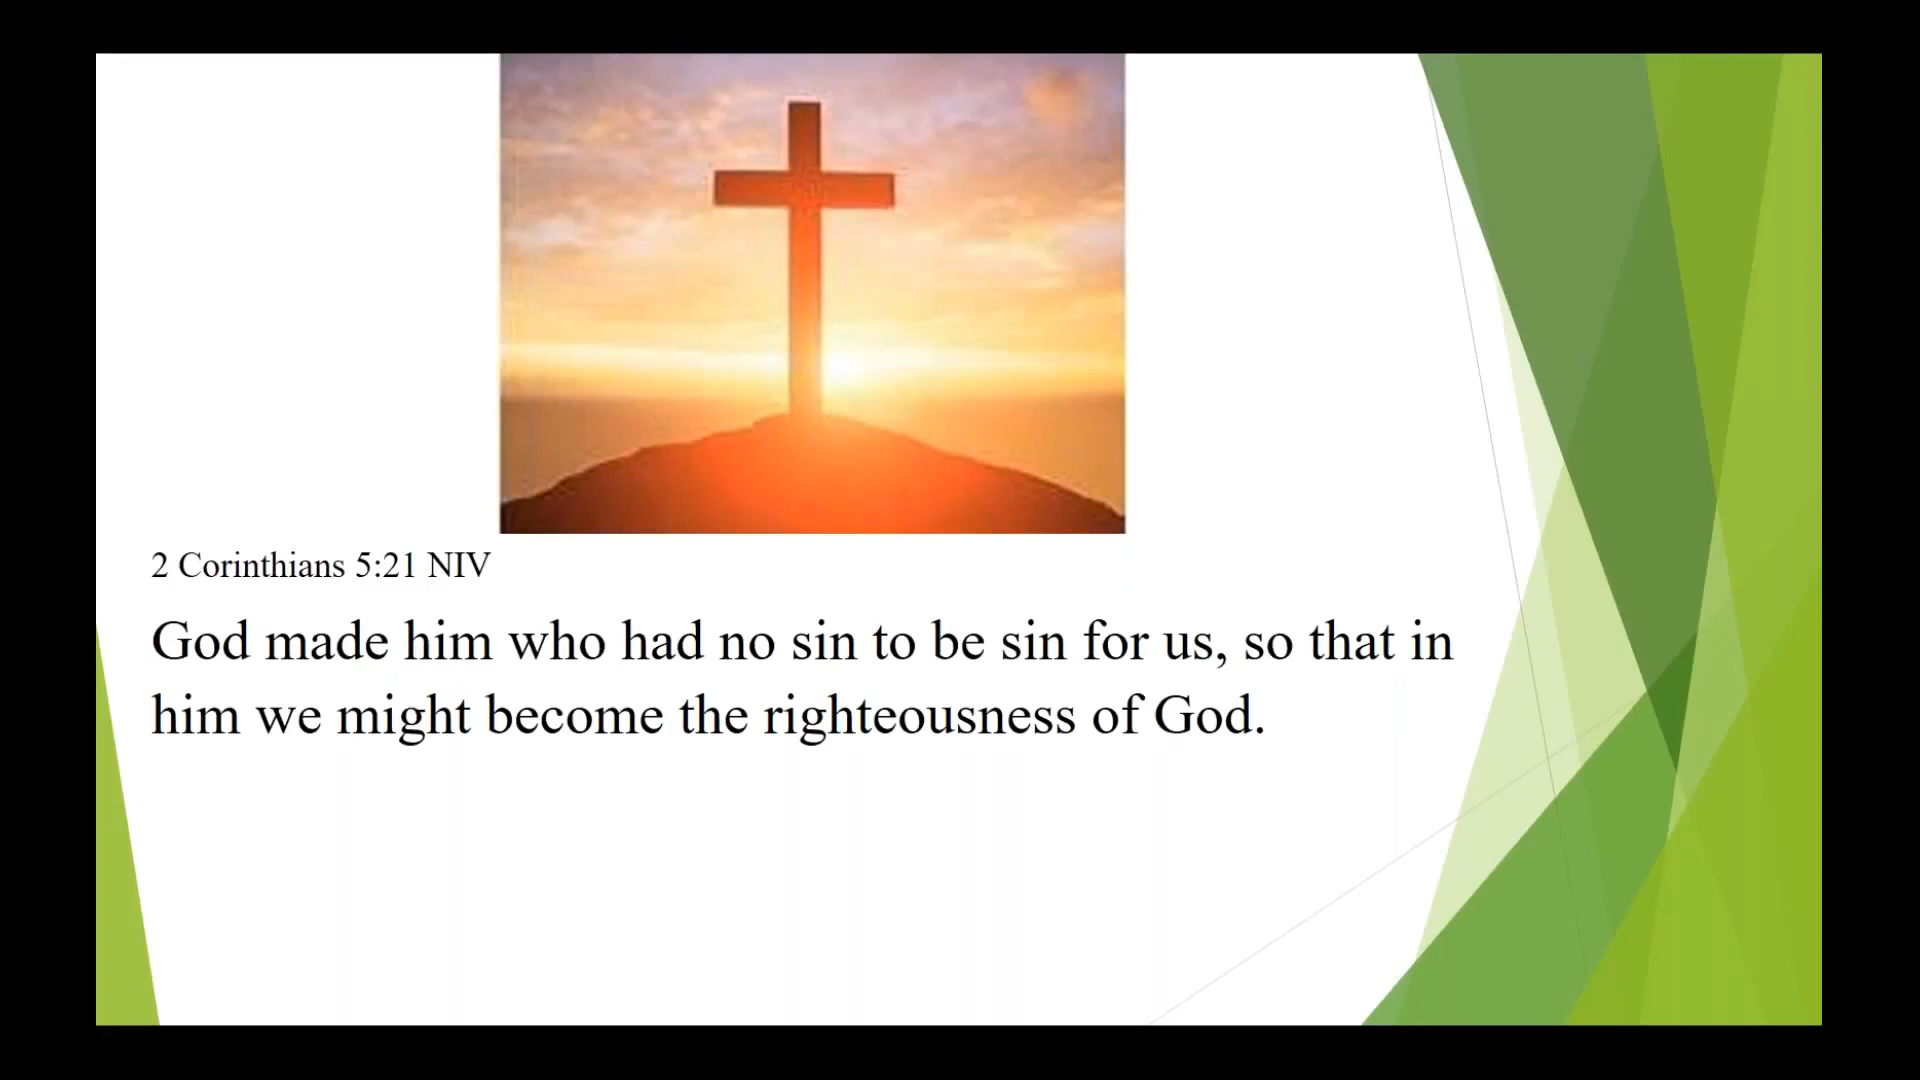 2 Corinthians 5:21 NIV
God made him who had no sin to be sin for us, so that in
him we might become the righteousness of God.